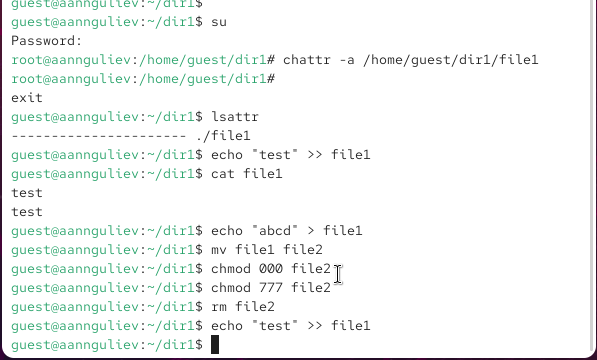 guest@aannguliev:~/dir1$
guest@aannguliev:~/dir1$ su
Password:
root@aannguliev:/home/guest/dir1# chattr -a /home/guest/dir1/file1
root@aannguliev:/home/guest/dir1#
exit
guest@aannguliev:~/dir1$ lsattr
---------------------- ./file1
guest@aannguliev:~/dir1$ echo "test" >> file1
guest@aannguliev:~/dir1$ cat file1
test
test
guest@aannguliev:~/dir1$ echo "abcd" > file1
guest@aannguliev:~/dir1$ mv file1 file2
guest@aannguliev:~/dir1$ chmod 000 file2
guest@aannguliev:~/dir1$ chmod 777 file2
guest@aannguliev:~/dir1$ rm file2
guest@aannguliev:~/dir1$ echo "test" >> file1
guest@aannguliev:~/dir1$